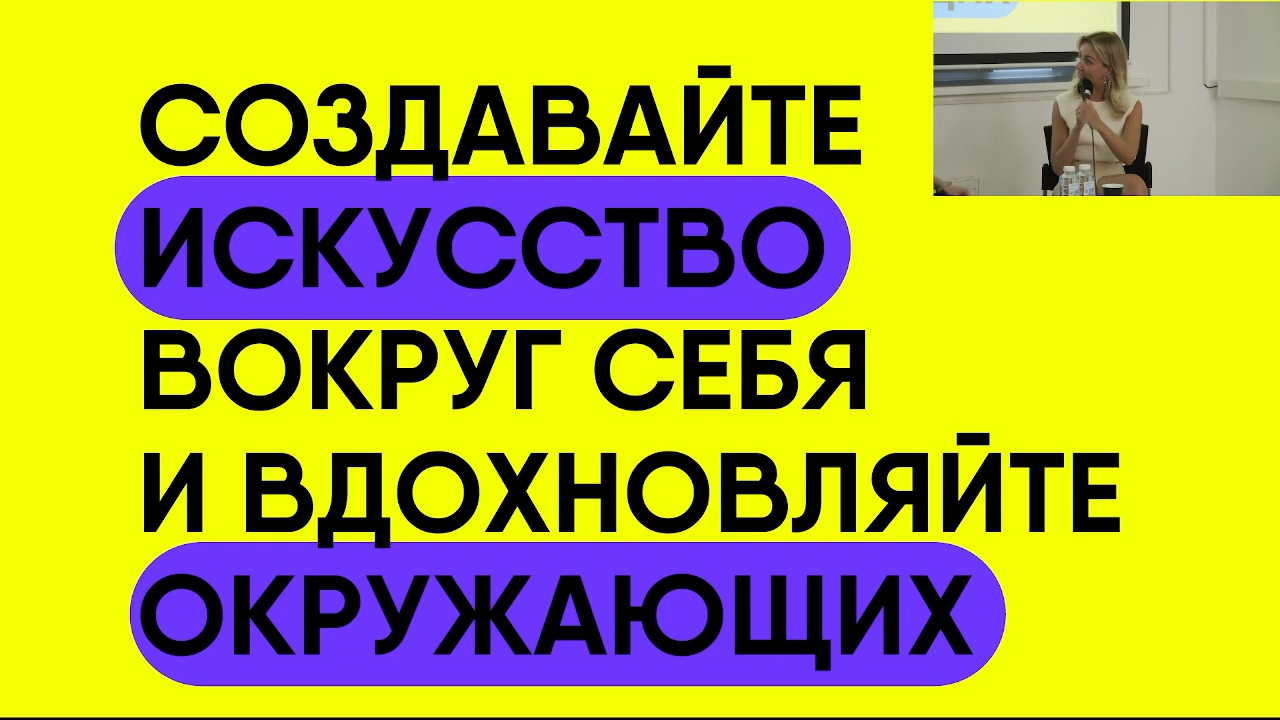 СОЗДАВАЙТЕ
ИСКУССТВО
ВОКРУГ СЕБЯ
И ВДОХНОВЛЯЙТЕ
ОКРУЖАЮЩИХ